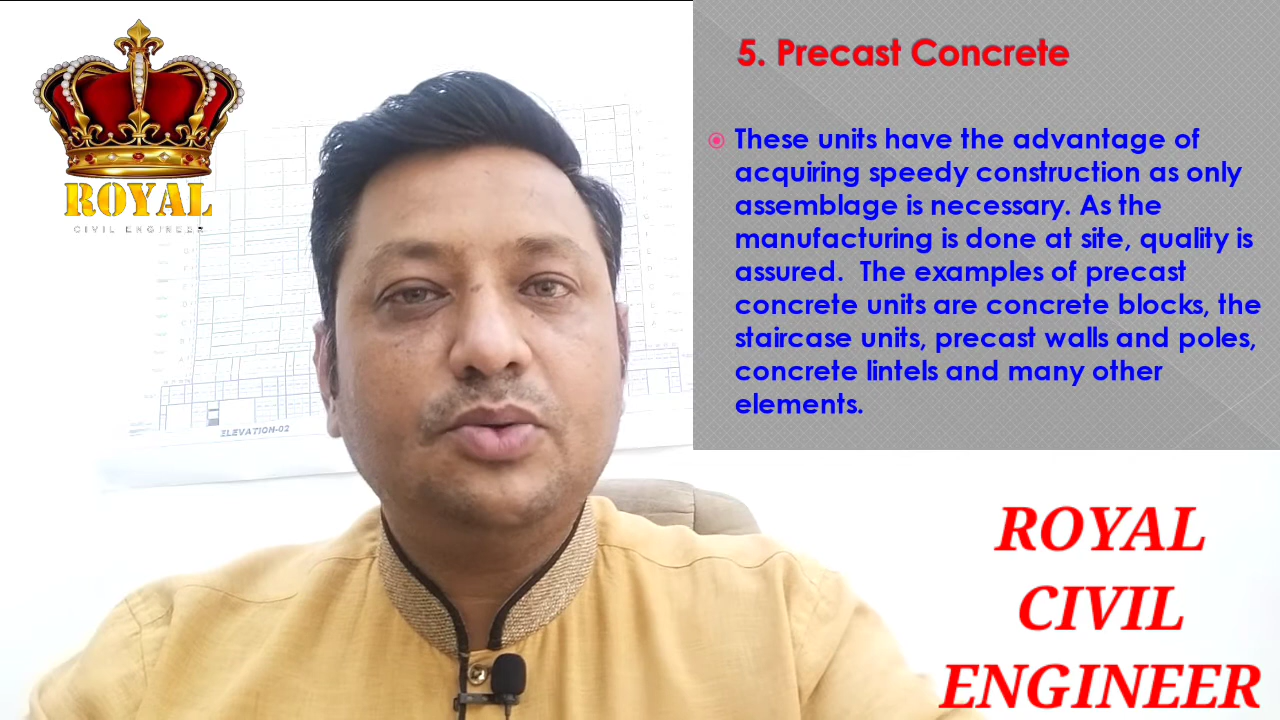 ROYAL
CIVIL ENGINEER
ELEVATION-02
5. Precast Concrete
These units have the advantage of
acquiring speedy construction as only
assemblage is necessary. As the
manufacturing is done at site, quality is
assured.  The examples of precast
concrete units are concrete blocks, the
staircase units, precast walls and poles,
concrete lintels and many other
elements.
ROYAL
CIVIL
ENGINEER